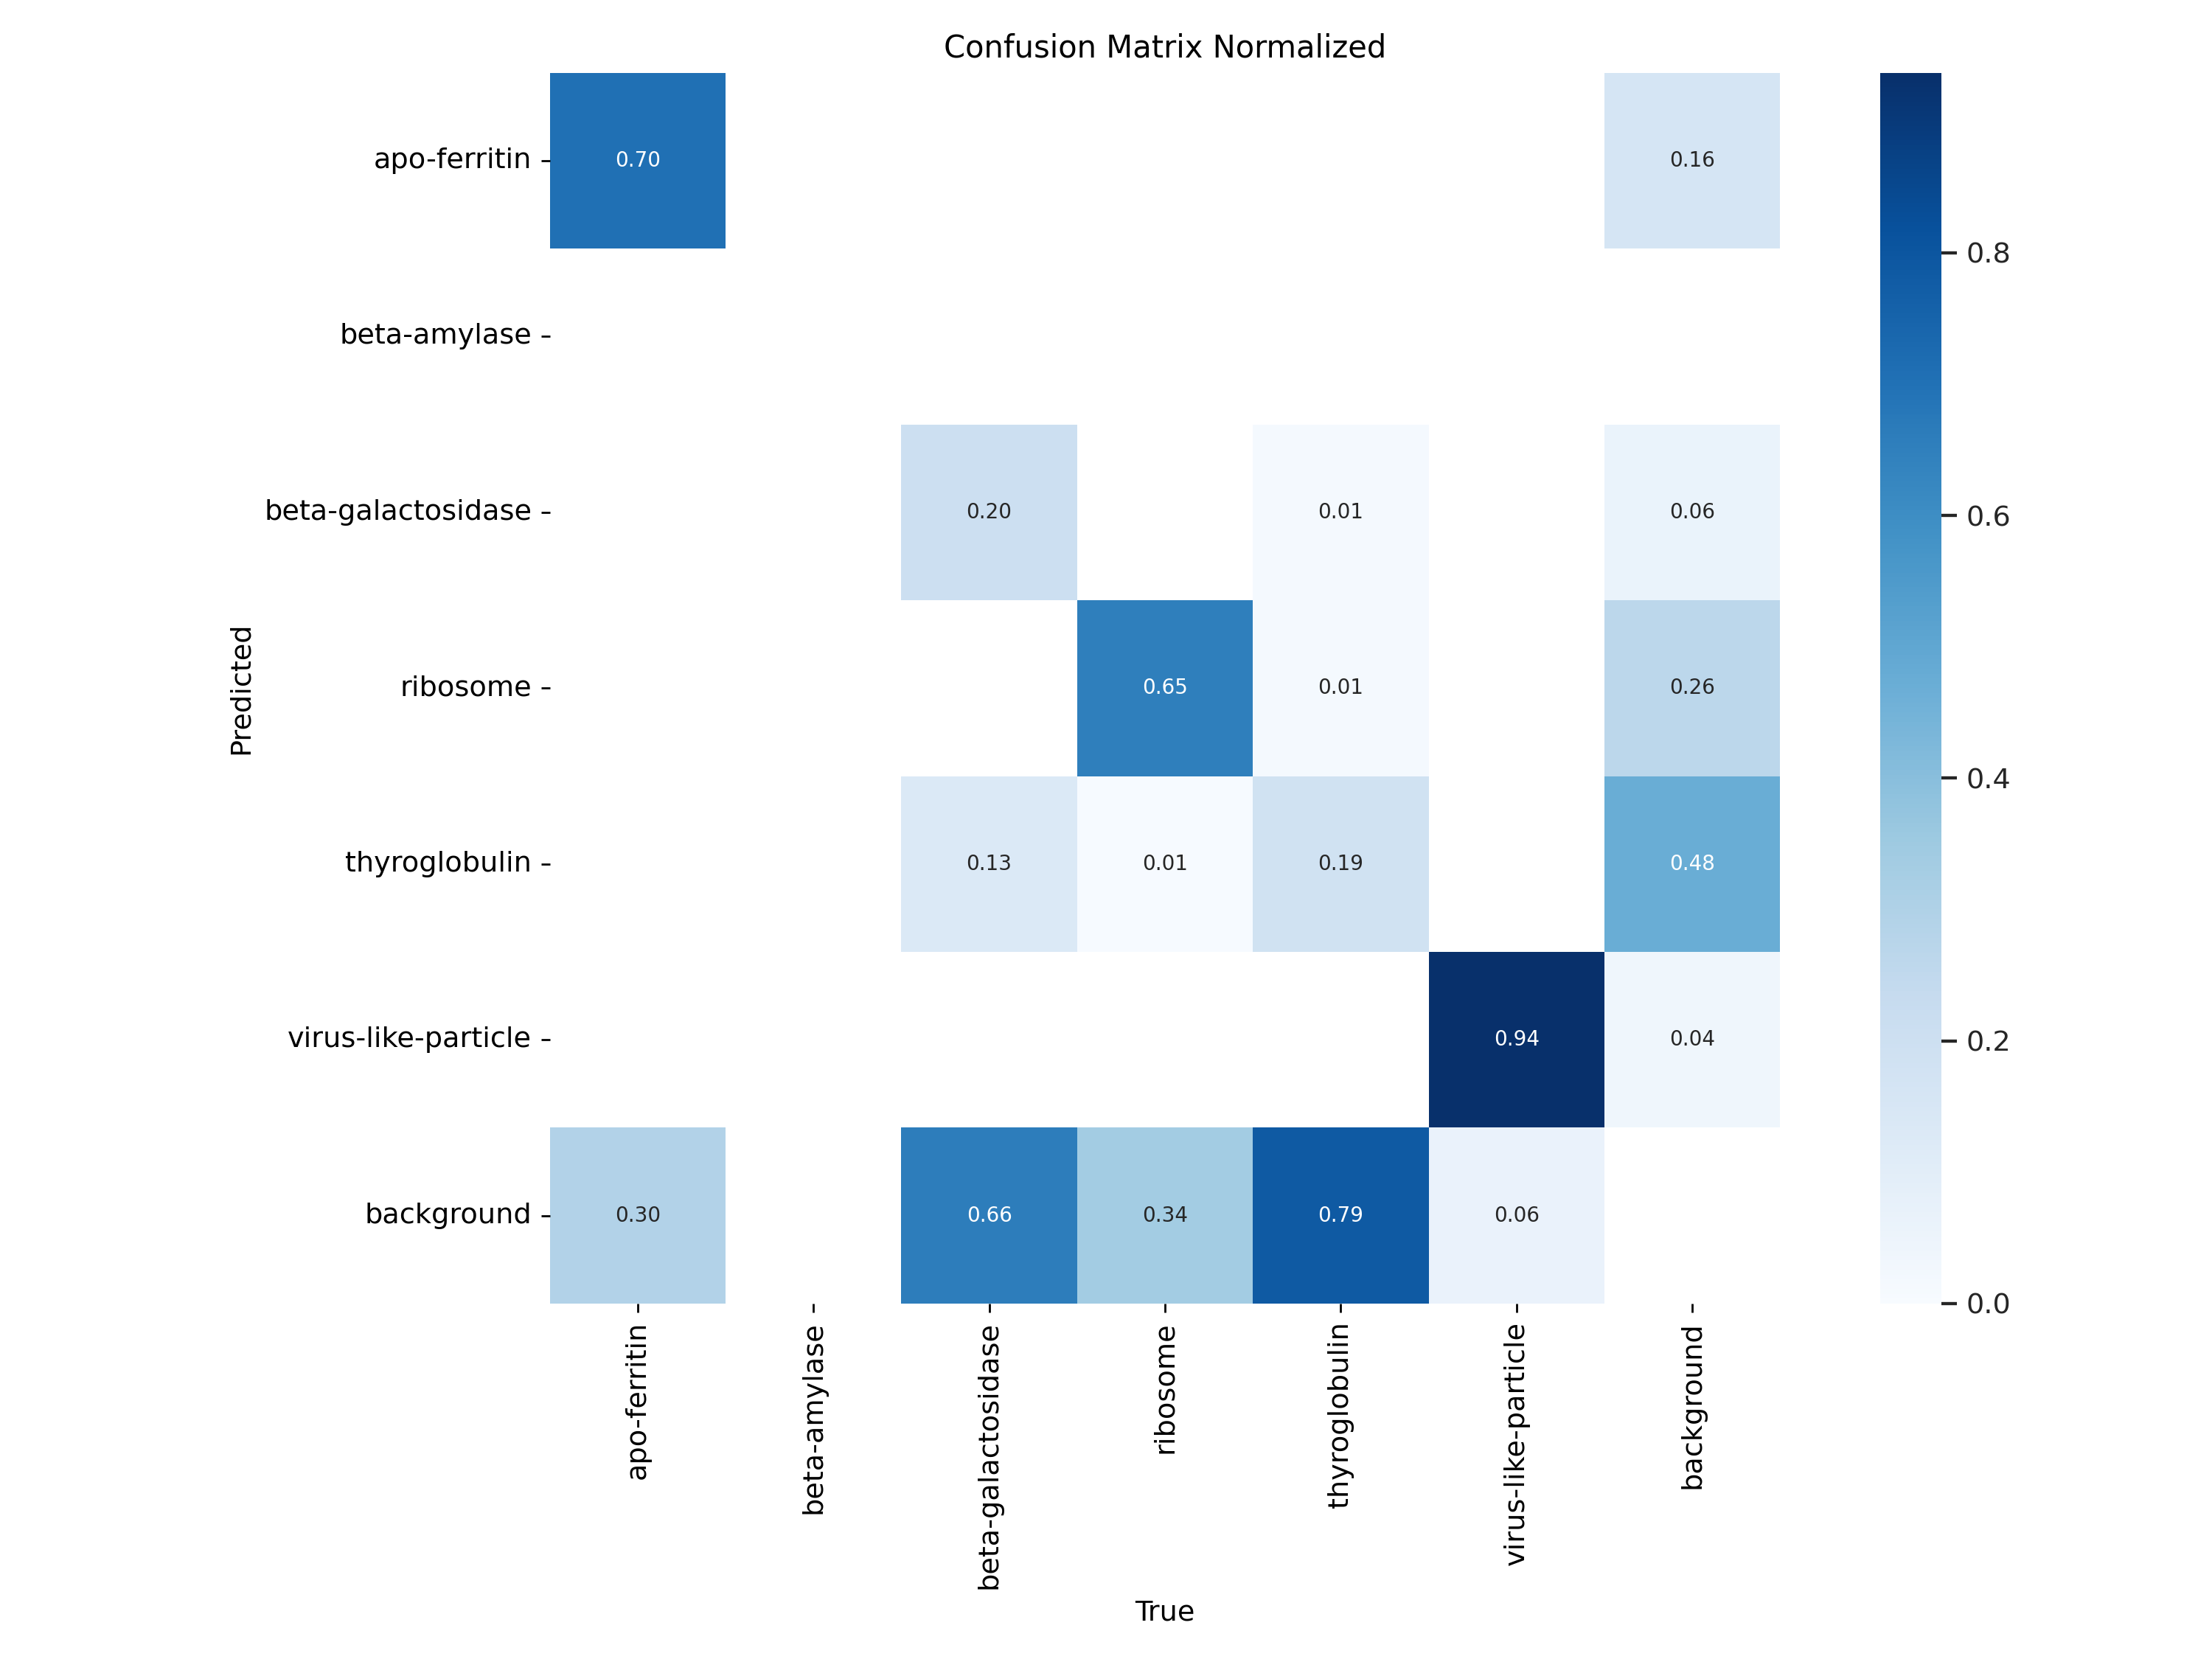 Confusion Matrix Normalized
apo-ferritin 0.70 0.16
0.8
beta-amylase
beta-galactosidase 0.20 0.01 0.06
0.6
Predicted
ribosome 0.65 0.01 0.26
0.4
thyroglobulin 0.13 0.01 0.19 0.48
virus-like-particle 0.94 0.04
0.2
background 0.30 0.66 0.34 0.79 0.06
0.0
apo-ferritin
beta-amylase
beta-galactosidase
ribosome
thyroglobulin
virus-like-particle
background
True